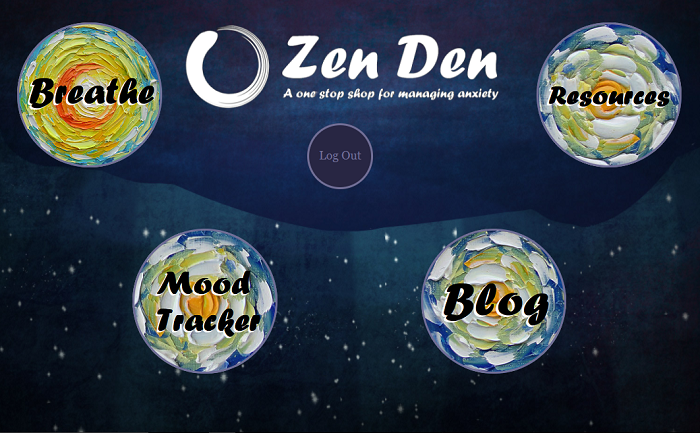 Zen Den
A one stop shop for managing anxiety
Breathe
Resources
Log Out
Mood
Tracker
Blog